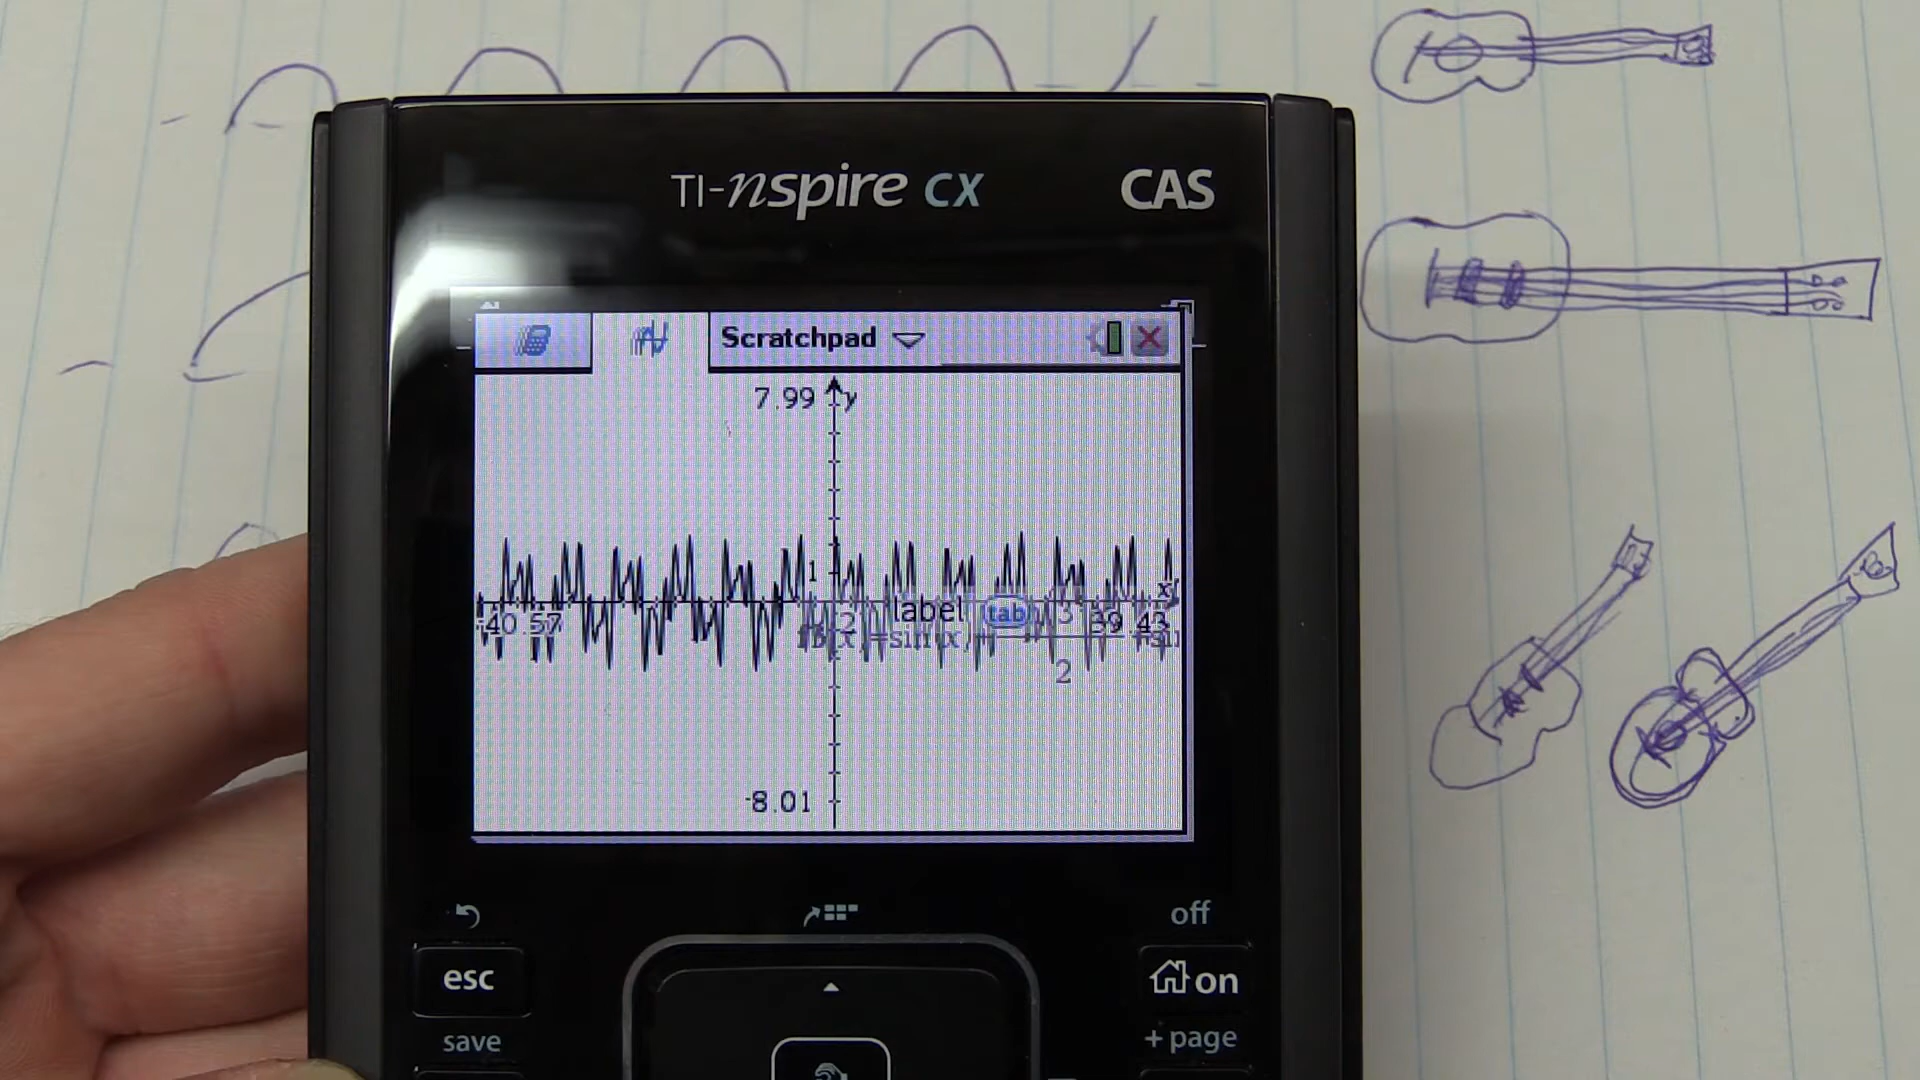 TI-nspire CX CAS
Scratchpad
7.99 y
1
label tab
-40.57 2 39.43
2
-8.01
off
esc
on
save
+ page